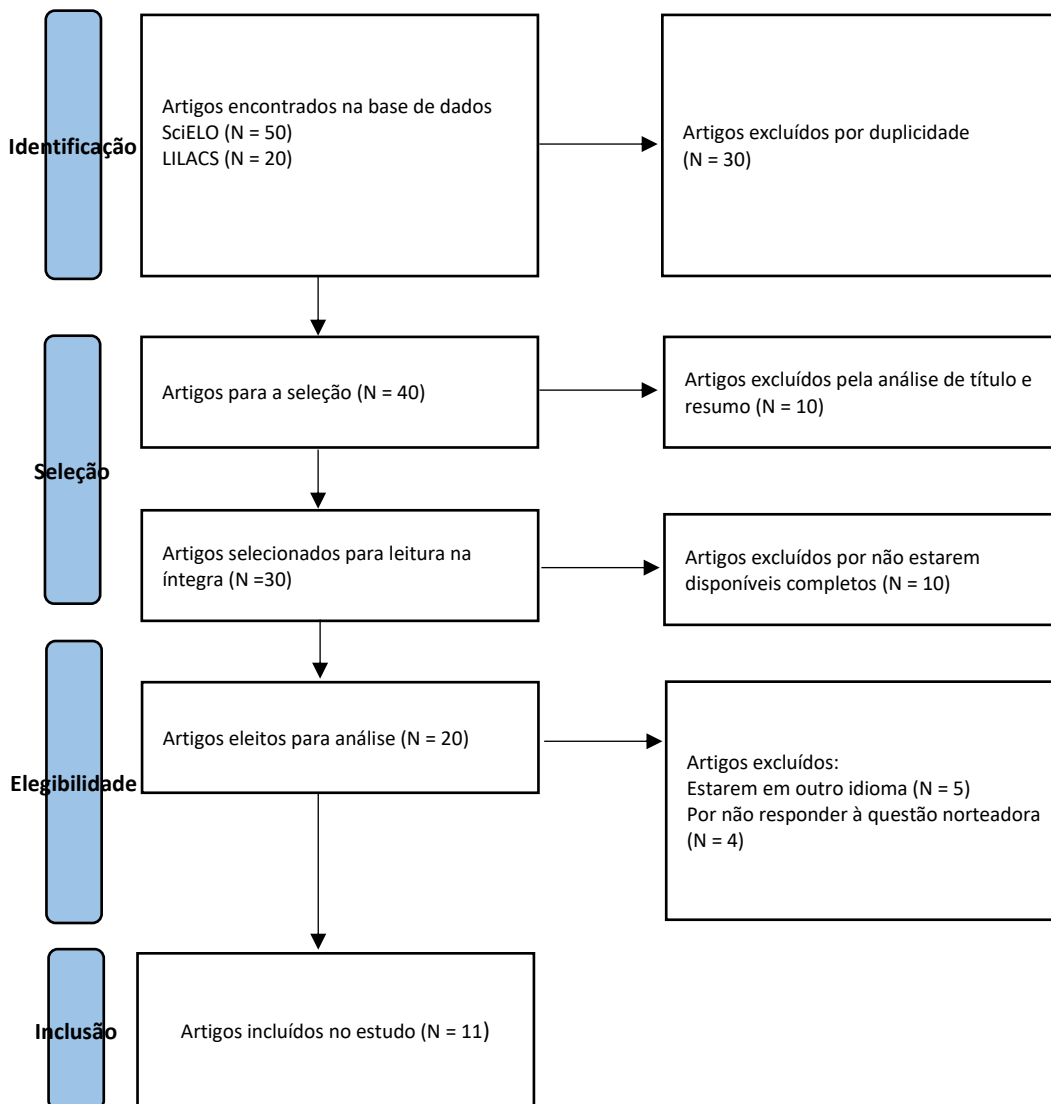 Identificação
Artigos encontrados na base de dados
SciELO (N = 50)
LILACS (N = 20)
Artigos excluídos por duplicidade
(N = 30)
Seleção
Artigos para a seleção (N = 40)
Artigos excluídos pela análise de título e
resumo (N = 10)
Artigos selecionados para leitura na
íntegra (N =30)
Artigos excluídos por não estarem
disponíveis completos (N = 10)
Elegibilidade
Artigos eleitos para análise (N = 20)
Artigos excluídos:
Estarem em outro idioma (N = 5)
Por não responder à questão norteadora
(N = 4)
Inclusão
Artigos incluídos no estudo (N = 11)